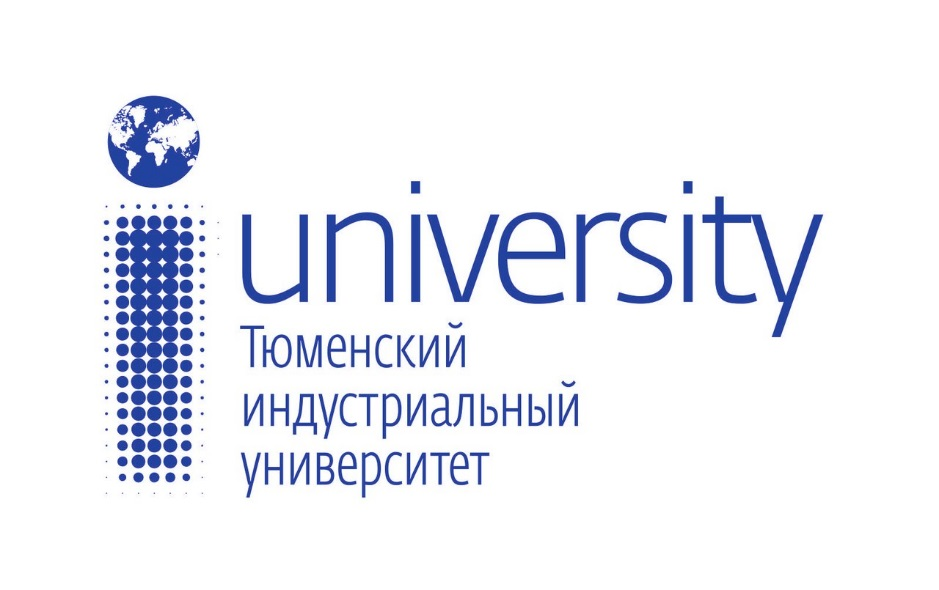 i university
Тюменский
индустриальный
университет